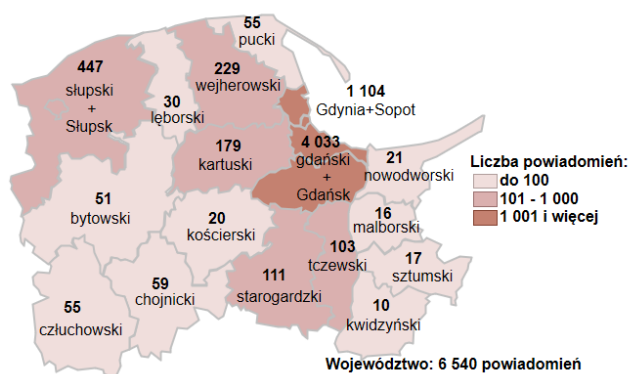 55
pucki
447
słupski
+
Słupsk
229
wejherowski
30
lęborski
1 104
Gdynia+Sopot
179
kartuski
4 033
gdański
+
Gdańsk
21
nowodworski
Liczba powiadomień:
do 100
101 - 1 000
1 001 i więcej
51
bytowski
20
kościerski
16
malborski
103
tczewski
17
sztumski
111
starogardzki
59
chojnicki
55
człuchowski
10
kwidzyński
Województwo: 6 540 powiadomień